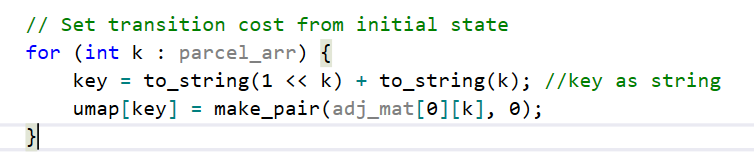 // Set transition cost from initial state
for (int k : parcel_arr) {
    key = to_string(1 << k) + to_string(k); //key as string
    umap[key] = make_pair(adj_mat[0][k], 0);
}